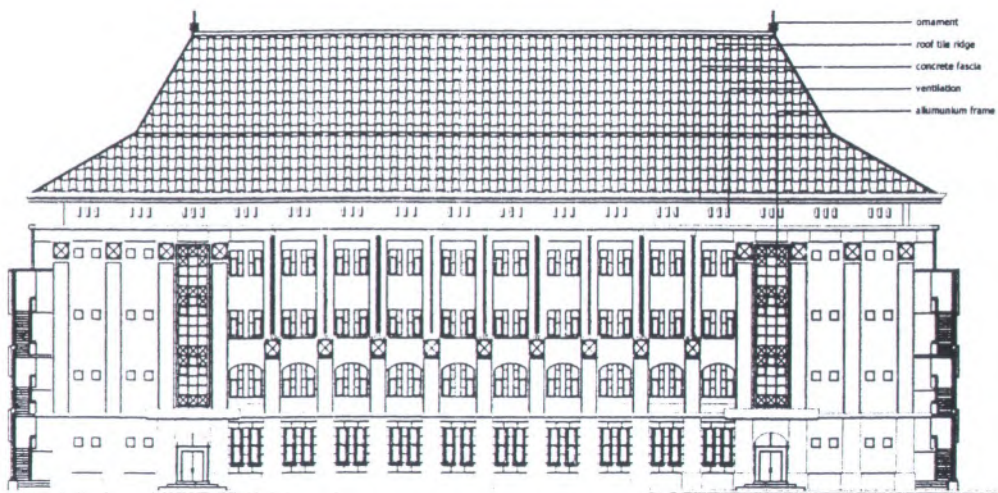 ornament
roof tile ridge
concrete fascia
ventilation
allumunium frame